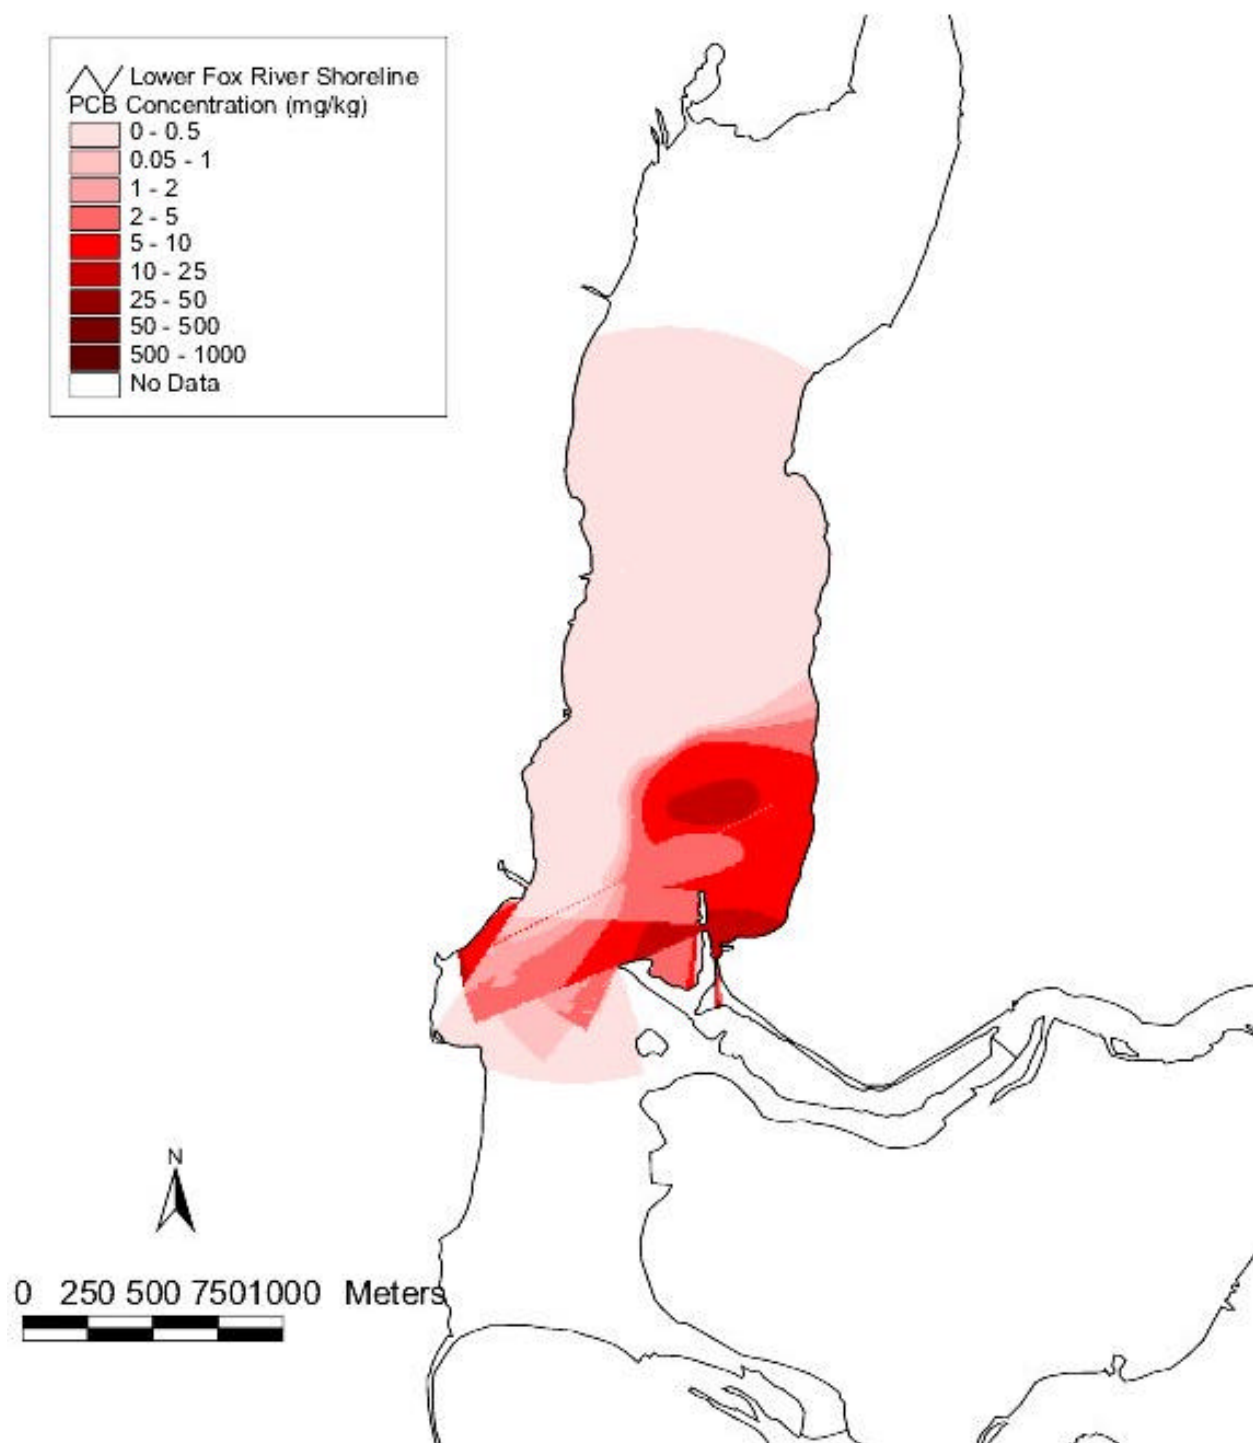 Lower Fox River Shoreline
PCB Concentration (mg/kg)
0 - 0.5
0.05 - 1
1 - 2
2 - 5
5 - 10
10 - 25
25 - 50
50 - 500
500 - 1000
No Data
N
0 250 500 7501000 Meters